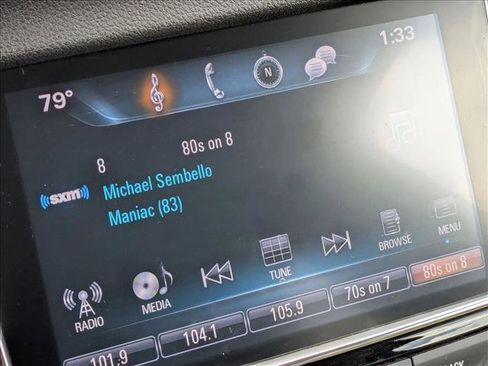 79°
N
1:33
8
80s on 8
sxm
Michael Sembello
Maniac (83)
RADIO
MEDIA
TUNE
BROWSE
MENU
101.9
104.1
105.9
70s on 7
80s on 8